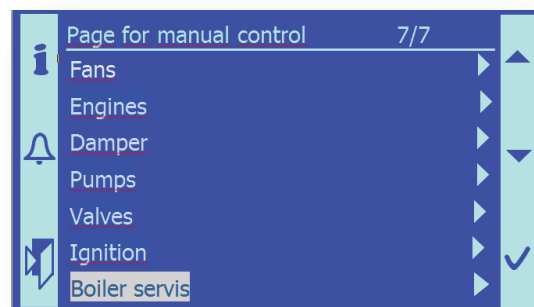 Page for manual control 7/7
Fans
Engines
Damper
Pumps
Valves
Ignition
Boiler servis